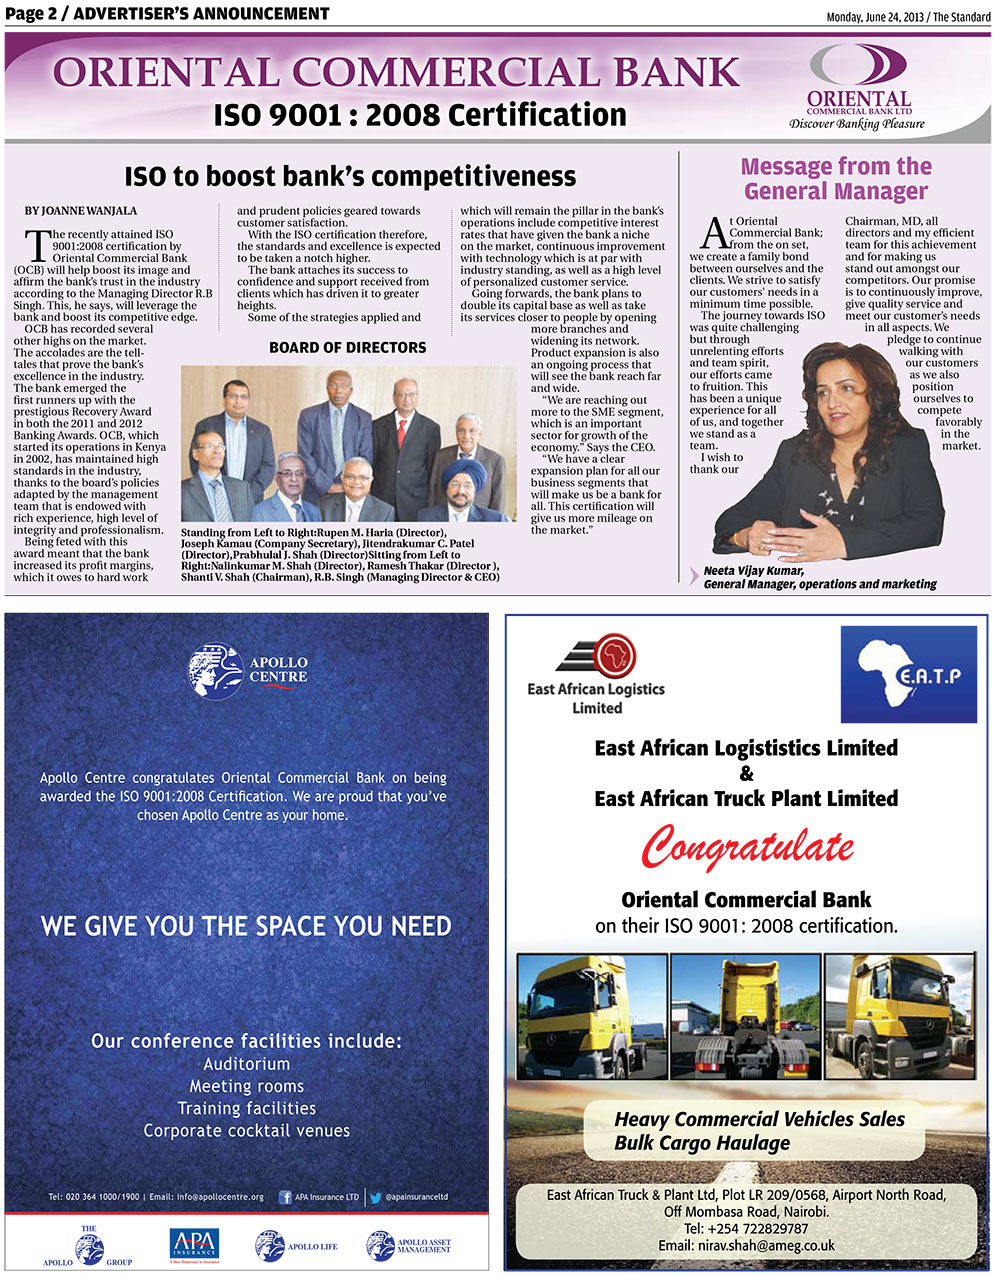 Page 2 / ADVERTISER'S ANNOUNCEMENT
Monday, June 24, 2013 / The Standard
ORIENTAL COMMERCIAL BANK
ISO 9001 : 2008 Certification
ORIENTAL
COMMERCIAL BANK LTD
Discover Banking Pleasure
ISO to boost bank's competitiveness
BY JOANNE WANJALA
The recently attained ISO
9001:2008 certification by
Oriental Commercial Bank
(OCB) will help boost its image and
affirm the bank's trust in the industry
according to the Managing Director R.B
Singh. This, he says, will leverage the
bank and boost its competitive edge.
OCB has recorded several
other highs on the market.
The accolades are the tell-
tales that prove the bank's
excellence in the industry.
The bank emerged the
first runners up with the
prestigious Recovery Award
in both the 2011 and 2012
Banking Awards. OCB, which
started its operations in Kenya
in 2002, has maintained high
standards in the industry,
thanks to the board's policies
adapted by the management
team that is endowed with
rich experience, high level of
integrity and professionalism.
Being feted with this
award meant that the bank
increased its profit margins,
which it owes to hard work
and prudent policies geared towards
customer satisfaction.
With the ISO certification therefore,
the standards and excellence is expected
to be taken a notch higher.
The bank attaches its success to
confidence and support received from
clients which has driven it to greater
heights.
Some of the strategies applied and
which will remain the pillar in the bank's
operations include competitive interest
rates that have given the bank a niche
on the market, continuous improvement
with technology which is at par with
industry standing, as well as a high level
of personalized customer service.
Going forwards, the bank plans to
double its capital base as well as take
its services closer to people by opening
more branches and
widening its network.
Product expansion is also
an ongoing process that
will see the bank reach far
and wide.
"We are reaching out
more to the SME segment,
which is an important
sector for growth of the
economy." Says the CEO.
"We have a clear
expansion plan for all our
business segments that
will make us be a bank for
all. This certification will
give us more mileage on
the market."
BOARD OF DIRECTORS
Standing from Left to Right:Rupen M. Haria (Director),
Joseph Kamau (Company Secretary), Jitendrakumar C. Patel
(Director),Prabhulal J. Shah (Director)Sitting from Left to
Right:Nalinkumar M. Shah (Director), Ramesh Thakar (Director ),
Shanti V. Shah (Chairman), R.B. Singh (Managing Director & CEO)
Message from the
General Manager
At Oriental
Commercial Bank;
from the on set,
we create a family bond
between ourselves and the
clients. We strive to satisfy
our customers' needs in a
minimum time possible.
The journey towards ISO
was quite challenging
but through
unrelenting efforts
and team spirit,
our efforts came
to fruition. This
has been a unique
experience for all
of us, and together
we stand as a
team.
I wish to
thank our
Chairman, MD, all
directors and my efficient
team for this achievement
and for making us
stand out amongst our
competitors. Our promise
is to continuously improve,
give quality service and
meet our customer's needs
in all aspects. We
pledge to continue
walking with
our customers
as we also
position
ourselves to
compete
favorably
in the
market.
Neeta Vijay Kumar,
General Manager, operations and marketing
APOLLO
CENTRE
Apollo Centre congratulates Oriental Commercial Bank on being
awarded the ISO 9001:2008 Certification. We are proud that you've
chosen Apollo Centre as your home.
WE GIVE YOU THE SPACE YOU NEED
Our conference facilities include:
Auditorium
Meeting rooms
Training facilities
Corporate cocktail venues
Tel: 020 364 1000/1900 | Email: info@apollocentre.org
APA Insurance LTD
@apainsuranceltd
THE
APOLLO GROUP
APA
INSURANCE
APOLLO LIFE
APOLLO ASSET
MANAGEMENT
East African Logistics
Limited
E.A.T.P
East African Logististics Limited
&
East African Truck Plant Limited
Congratulate
Oriental Commercial Bank
on their ISO 9001: 2008 certification.
Heavy Commercial Vehicles Sales
Bulk Cargo Haulage
East African Truck & Plant Ltd, Plot LR 209/0568, Airport North Road,
Off Mombasa Road, Nairobi.
Tel: +254 722829787
Email: nirav.shah@ameg.co.uk